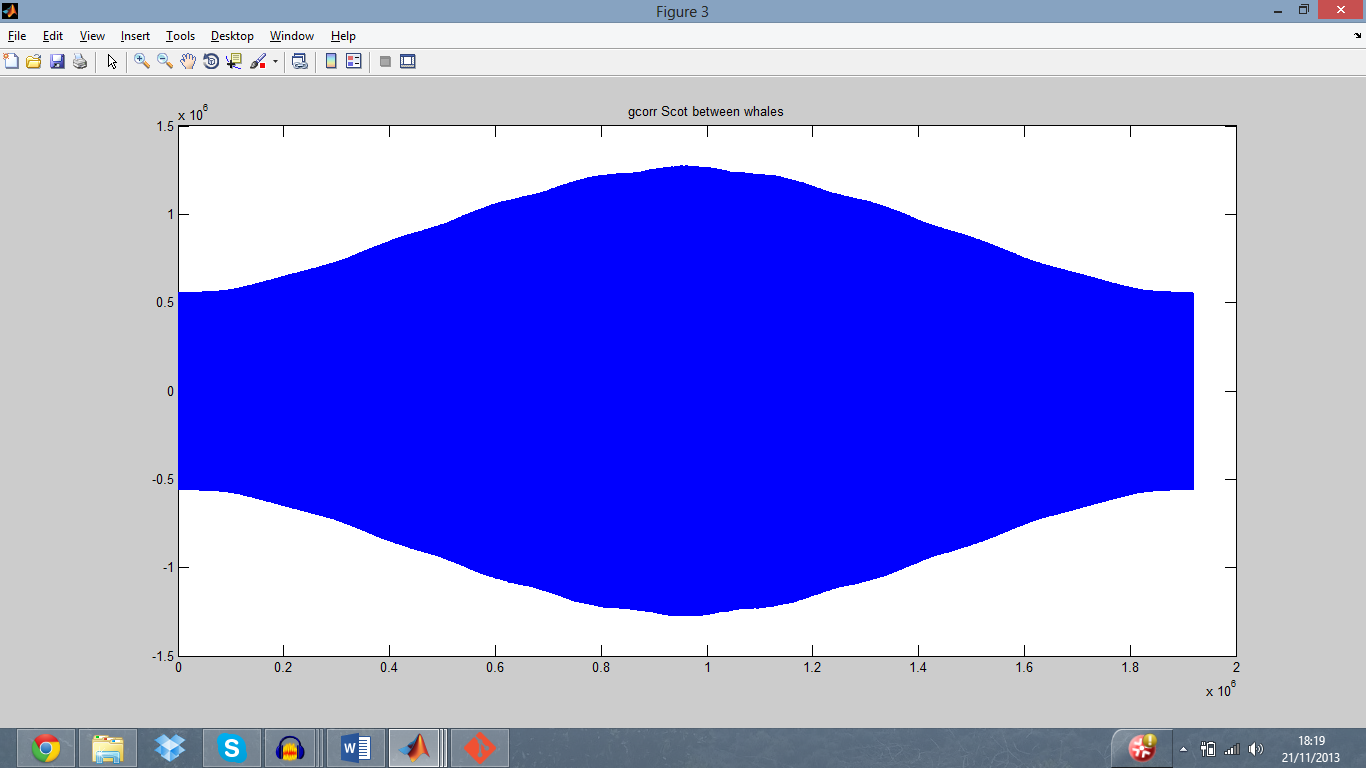 Figure 3
File Edit View Insert Tools Desktop Window Help
gcorr Scot between whales
x 10^6
1.5
1
0.5
0
-0.5
-1
-1.5
0 0.2 0.4 0.6 0.8 1 1.2 1.4 1.6 1.8 2
x 10^6
18:19
21/11/2013